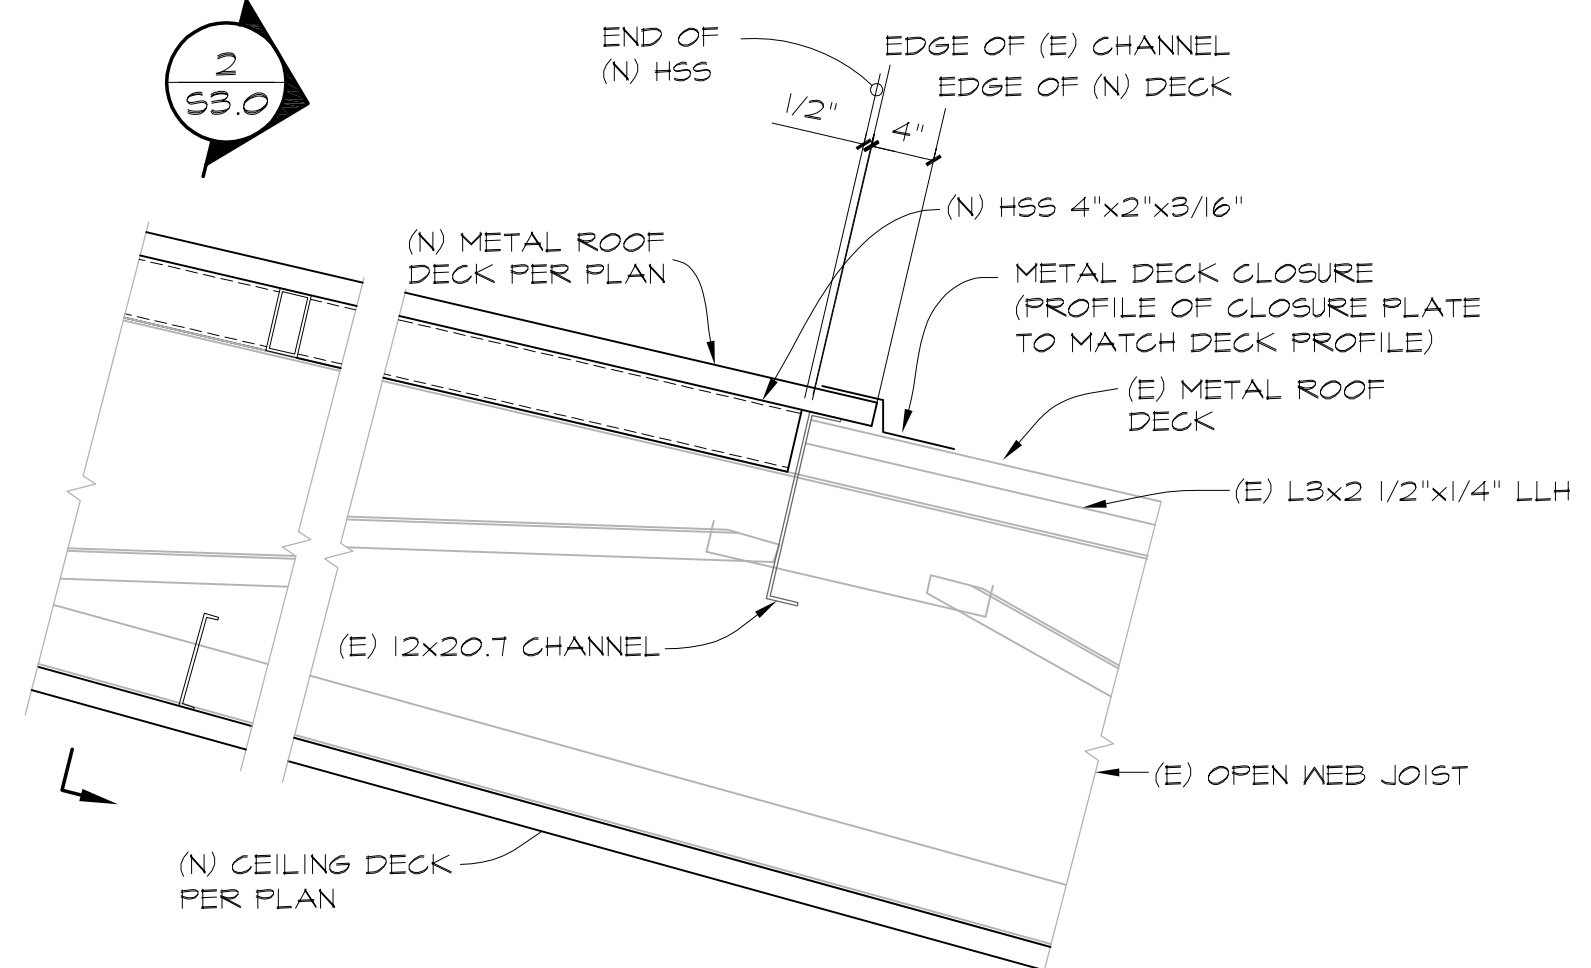 2
S3.0
END OF
(N) HSS
EDGE OF (E) CHANNEL
EDGE OF (N) DECK
1/2"
4"
(N) HSS 4"x2"x3/16"
(N) METAL ROOF
DECK PER PLAN
METAL DECK CLOSURE
(PROFILE OF CLOSURE PLATE
TO MATCH DECK PROFILE)
(E) METAL ROOF
DECK
(E) L3x2 1/2"x1/4" LLH
(E) 12x20.7 CHANNEL
(E) OPEN WEB JOIST
(N) CEILING DECK
PER PLAN